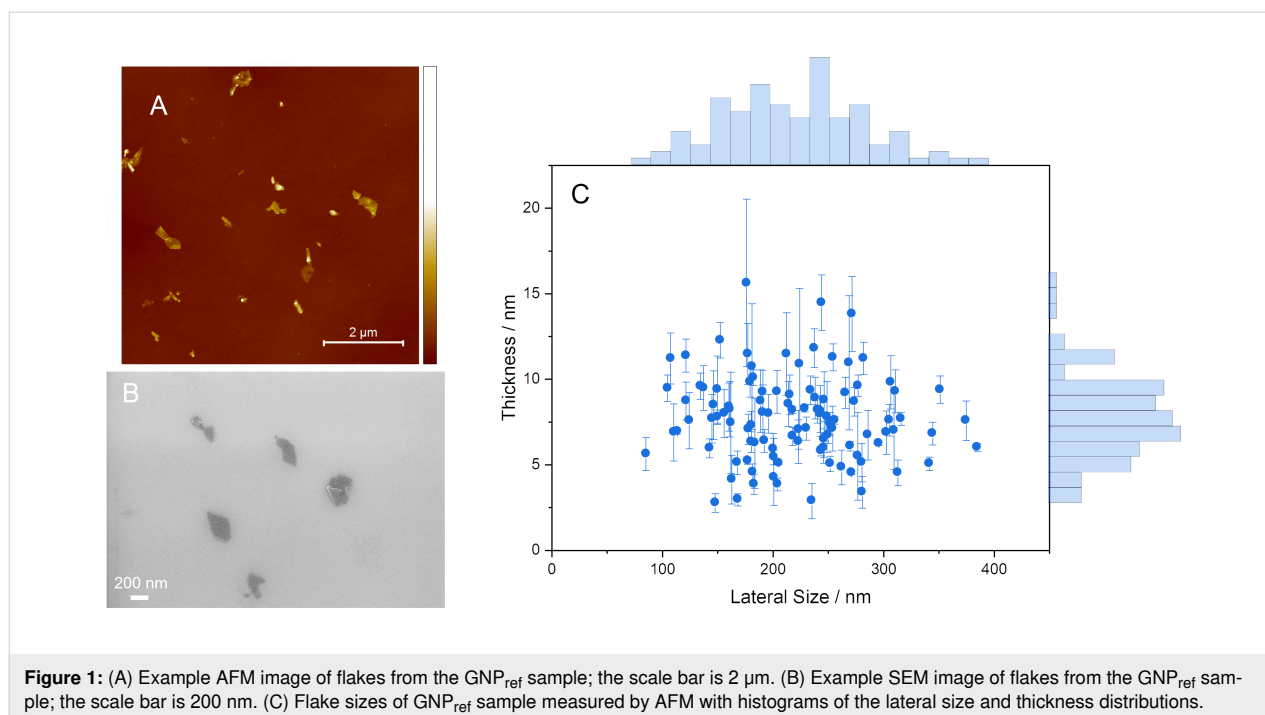 A
2 µm
B
200 nm
C
Thickness / nm
20
15
10
5
0
0 100 200 300 400
Lateral Size / nm
Figure 1: (A) Example AFM image of flakes from the GNPref sample; the scale bar is 2 µm. (B) Example SEM image of flakes from the GNPref sam-
ple; the scale bar is 200 nm. (C) Flake sizes of GNPref sample measured by AFM with histograms of the lateral size and thickness distributions.